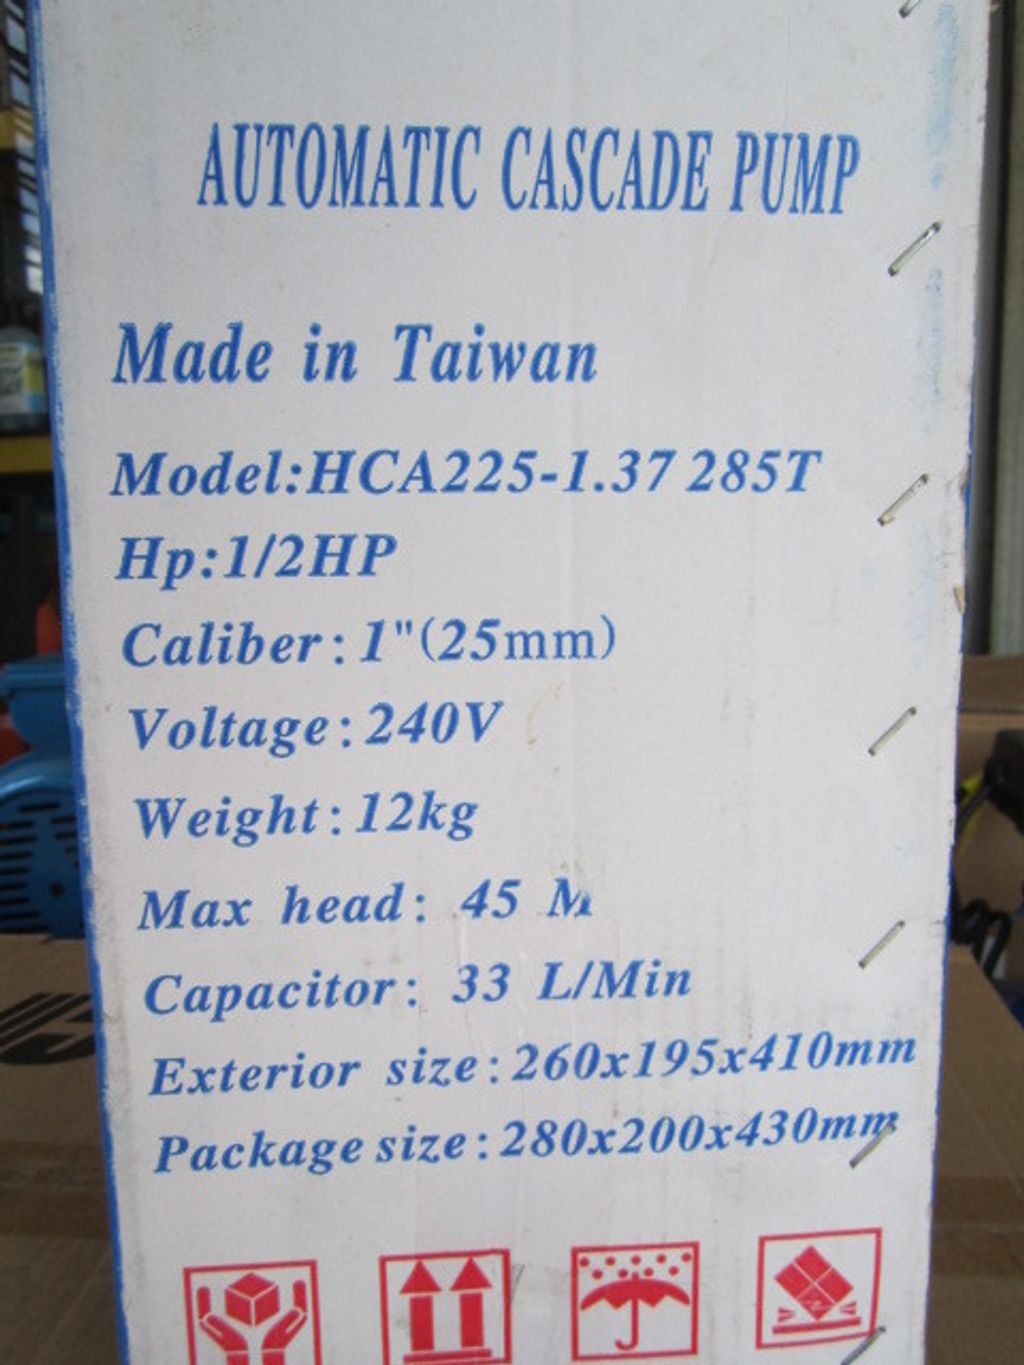 AUTOMATIC CASCADE PUMP
Made in Taiwan
Model:HCA225-1.37 285T
Hp:1/2HP
Caliber: 1"(25mm)
Voltage: 240V
Weight: 12kg
Max head: 45 M
Capacitor: 33 L/Min
Exterior size: 260x195x410mm
Package size: 280x200x430mm